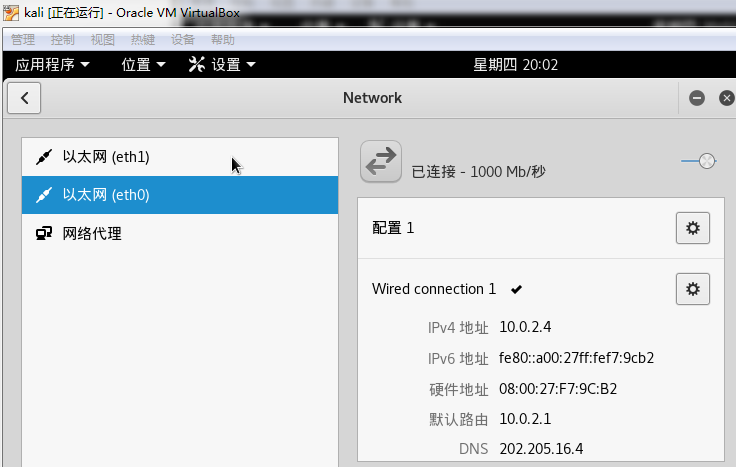 kali [正在运行] - Oracle VM VirtualBox
管理 控制 视图 热键 设备 帮助
应用程序 位置 设置 星期四 20:02
Network
以太网 (eth1)
以太网 (eth0)
网络代理
已连接 - 1000 Mb/秒
配置 1
Wired connection 1
IPv4 地址 10.0.2.4
IPv6 地址 fe80::a00:27ff:fef7:9cb2
硬件地址 08:00:27:F7:9C:B2
默认路由 10.0.2.1
DNS 202.205.16.4